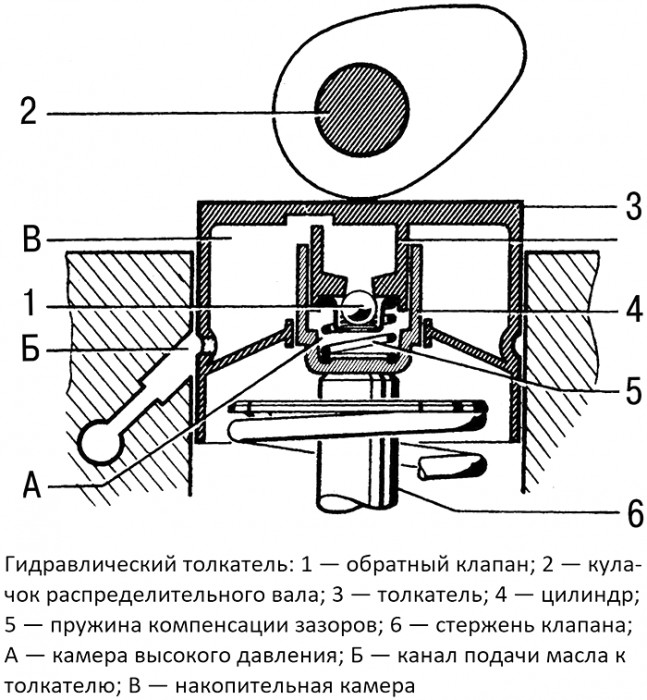 2
3
В
1
4
Б
5
А
6
Гидравлический толкатель: 1 — обратный клапан; 2 — кула-
чок распределительного вала; 3 — толкатель; 4 — цилиндр;
5 — пружина компенсации зазоров; 6 — стержень клапана;
А — камера высокого давления; Б — канал подачи масла к
толкателю; В — накопительная камера